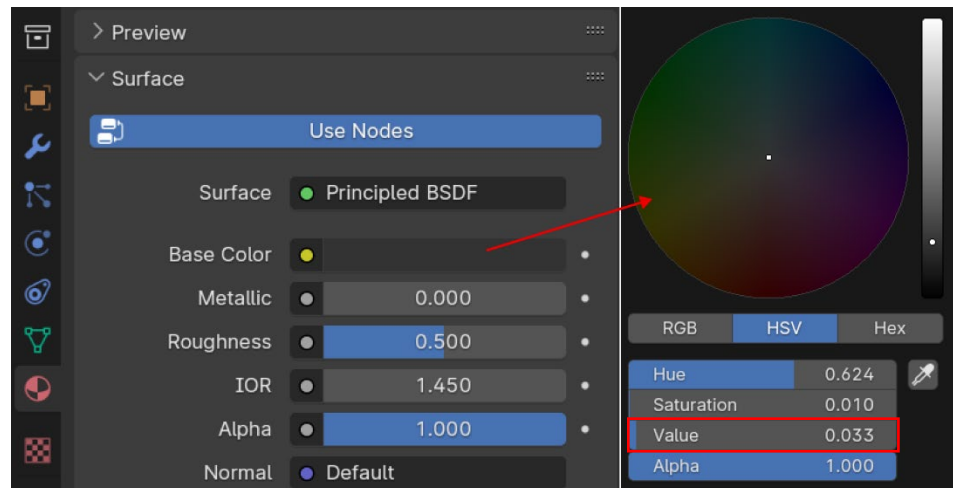 Preview
Surface
Use Nodes
Surface Principled BSDF
Base Color
Metallic 0.000
Roughness 0.500
IOR 1.450
Alpha 1.000
Normal Default
RGB HSV Hex
Hue 0.624
Saturation 0.010
Value 0.033
Alpha 1.000